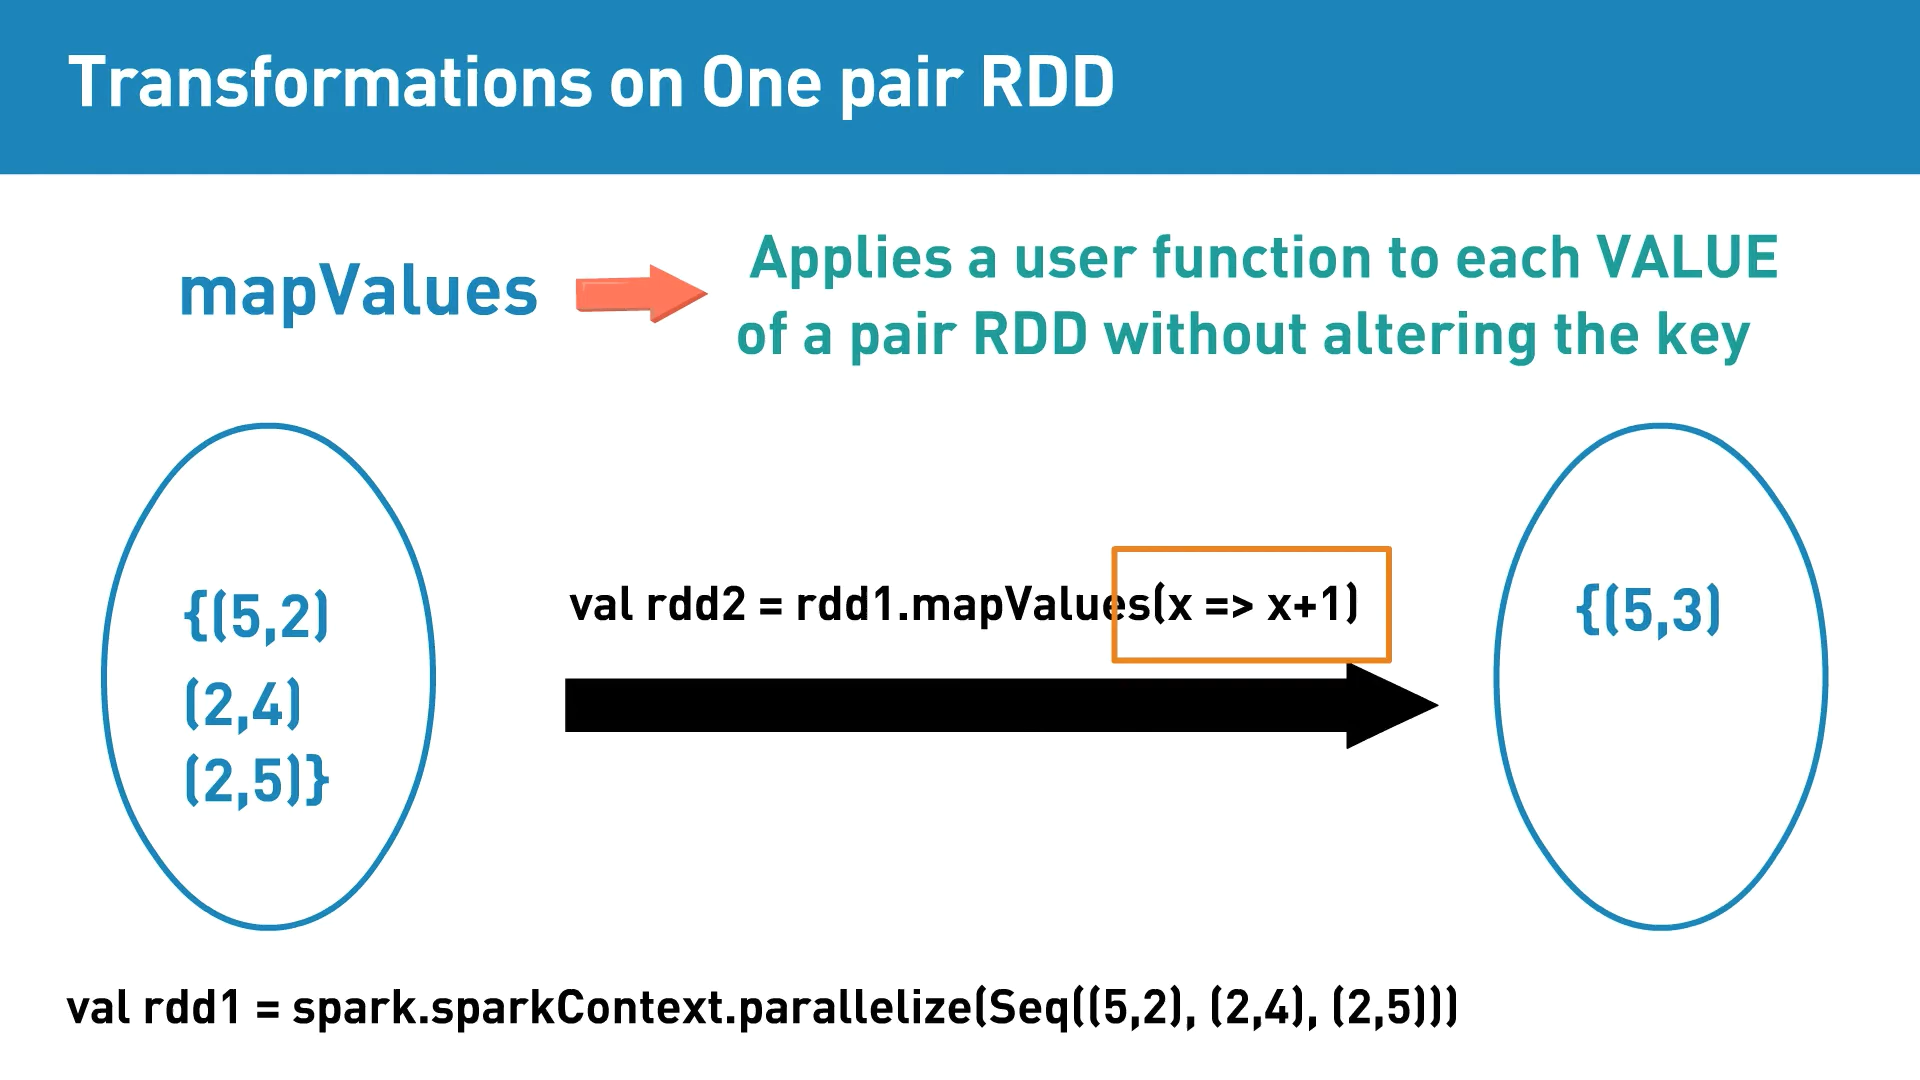 Transformations on One pair RDD
mapValues
Applies a user function to each VALUE
of a pair RDD without altering the key
{(5,2)
(2,4)
(2,5)}
val rdd2 = rdd1.mapValues(x => x+1)
{(5,3)
val rdd1 = spark.sparkContext.parallelize(Seq((5,2), (2,4), (2,5)))